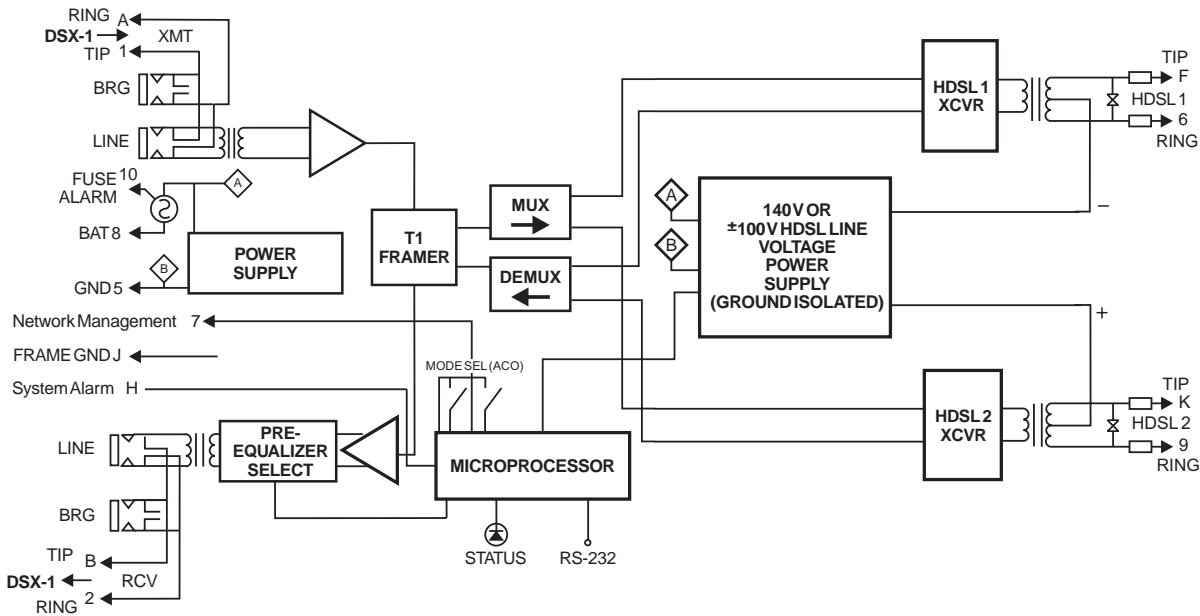 RING A
DSX-1 XMT
TIP 1
BRG
LINE
FUSE 10
ALARM
A
BAT 8
POWER
SUPPLY
B
GND 5
Network Management 7
FRAME GND J
System Alarm H
MODE SEL (ACO)
LINE
PRE-
EQUALIZER
SELECT
MICROPROCESSOR
BRG
STATUS
RS-232
TIP B
DSX-1 RCV
RING 2
T1
FRAMER
MUX
DEMUX
A
B
140V OR
±100V HDSL LINE
VOLTAGE
POWER
SUPPLY
(GROUND ISOLATED)
HDSL 1
XCVR
TIP
F
HDSL 1
6
RING
–
+
HDSL 2
XCVR
TIP
K
HDSL 2
9
RING